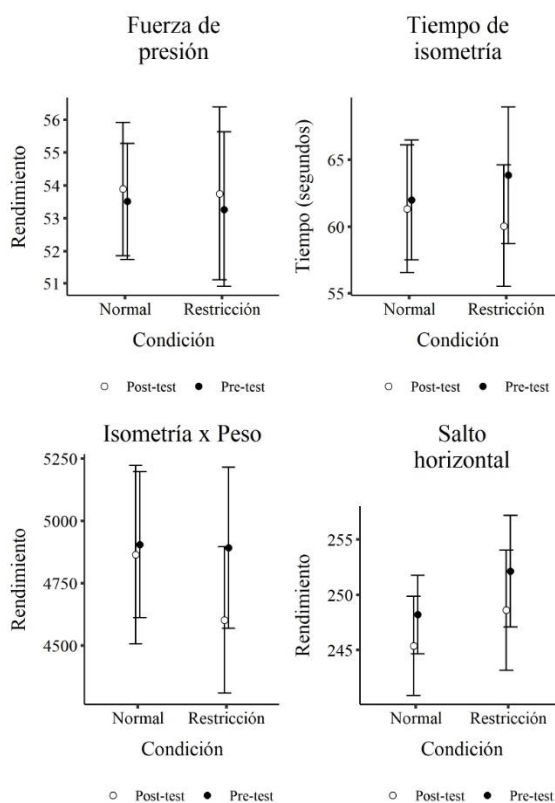 Fuerza de
presión
Rendimiento
56
55
54
53
52
51
Normal
Restricción
Condición
Post-test
Pre-test
Tiempo de
isometría
Tiempo (segundos)
65
60
55
Normal
Restricción
Condición
Post-test
Pre-test
Isometría x Peso
Rendimiento
5250
5000
4750
4500
Normal
Restricción
Condición
Post-test
Pre-test
Salto
horizontal
Rendimiento
255
250
245
Normal
Restricción
Condición
Post-test
Pre-test